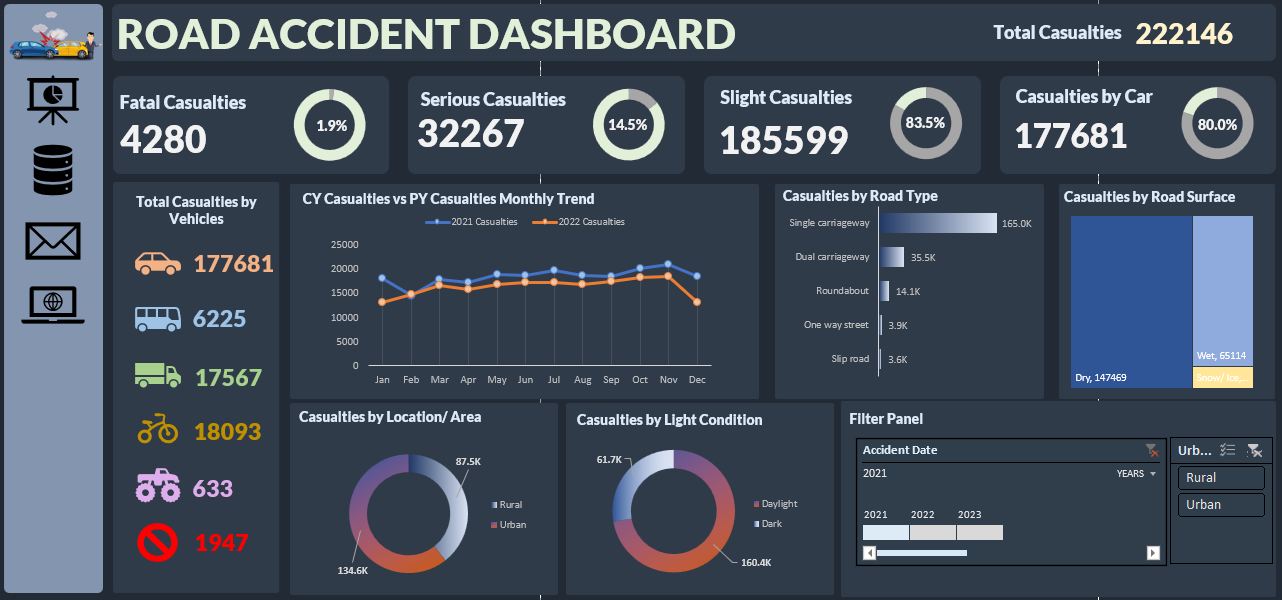 ROAD ACCIDENT DASHBOARD
Total Casualties 222146
Fatal Casualties
4280
1.9%
Serious Casualties
32267
14.5%
Slight Casualties
185599
83.5%
Casualties by Car
177681
80.0%
Total Casualties by
Vehicles
177681
6225
17567
18093
633
1947
CY Casualties vs PY Casualties Monthly Trend
2021 Casualties 2022 Casualties
25000
20000
15000
10000
5000
0
Jan Feb Mar Apr May Jun Jul Aug Sep Oct Nov Dec
Casualties by Road Type
Single carriageway 165.0K
Dual carriageway 35.5K
Roundabout 14.1K
One way street 3.9K
Slip road 3.6K
Casualties by Road Surface
Dry, 147469
Wet, 65114
Snow/ Ice,...
Casualties by Location/ Area
87.5K
134.6K
Rural
Urban
Casualties by Light Condition
61.7K
160.4K
Daylight
Dark
Filter Panel
Accident Date
2021 YEARS
2021 2022 2023
Urb...
Rural
Urban